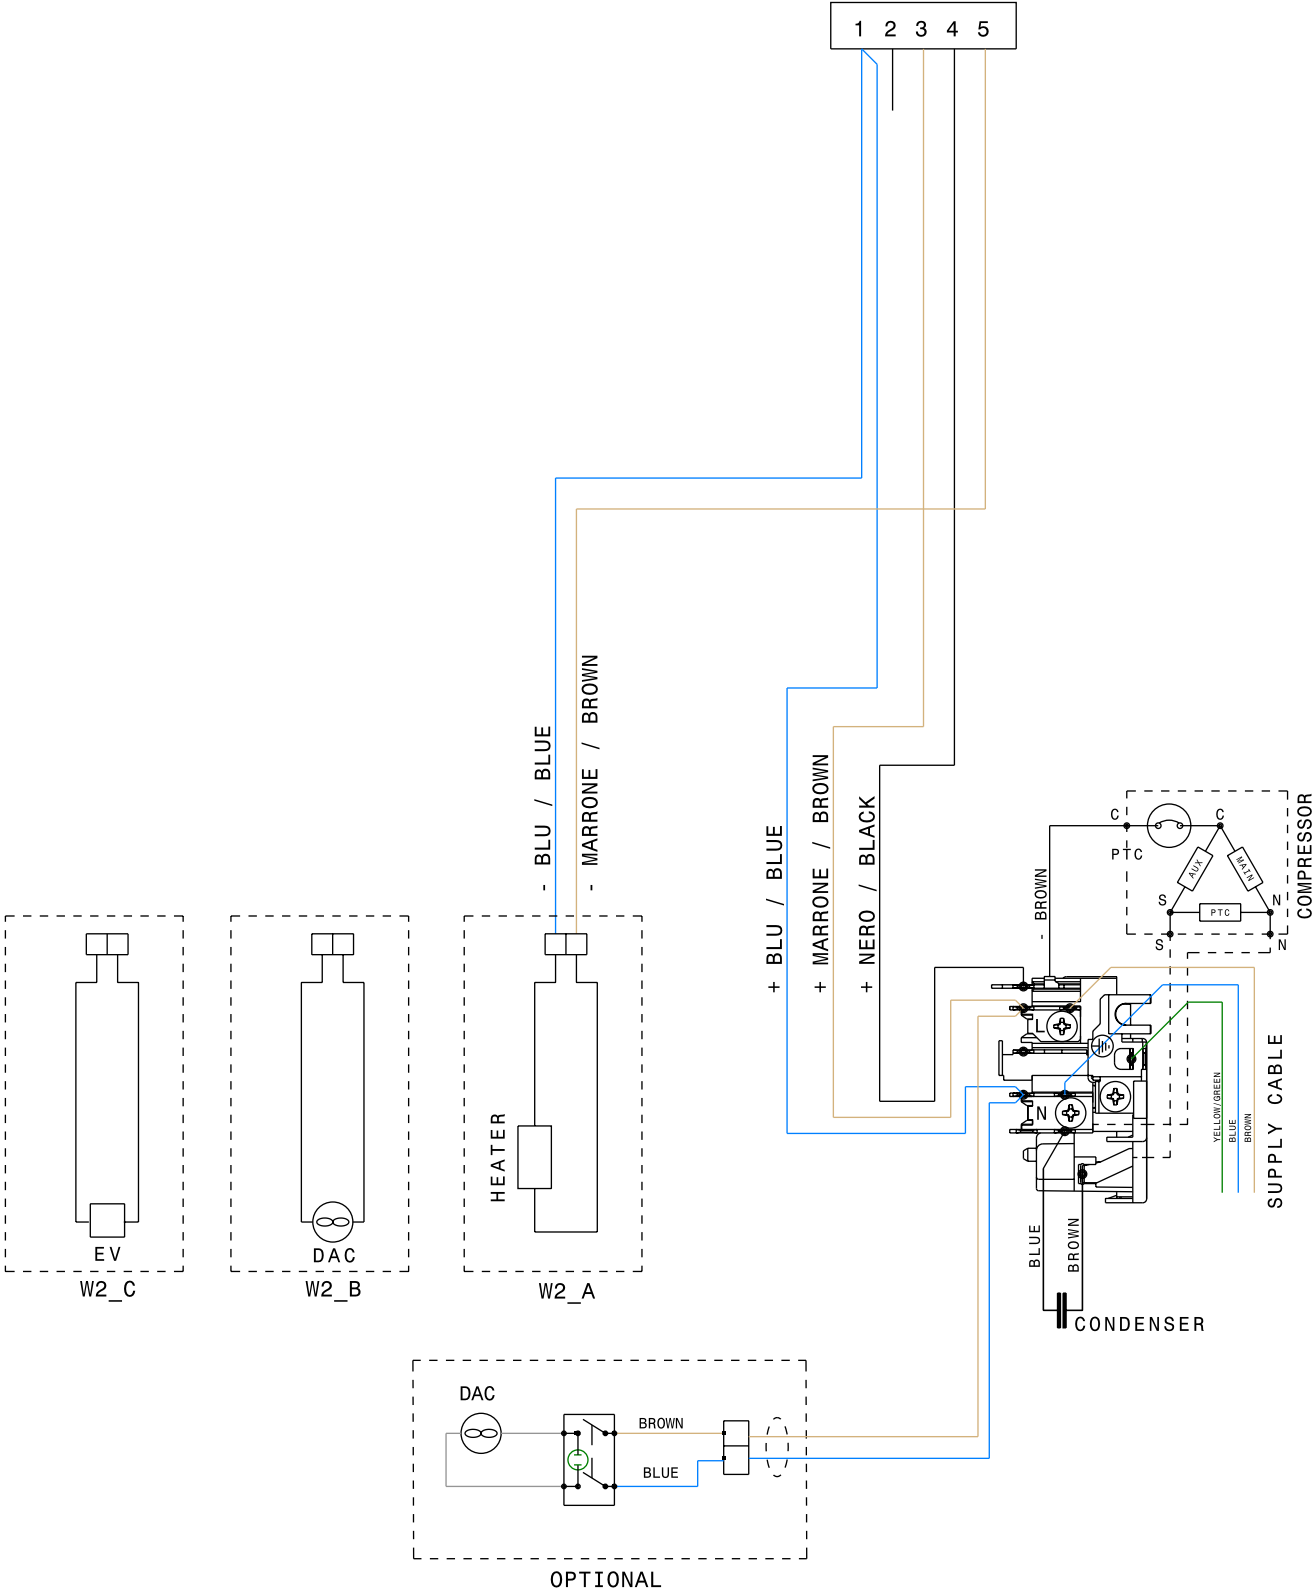 1 2 3 4 5
- BLU / BLUE
- MARRONE / BROWN
+ BLU / BLUE
+ MARRONE / BROWN
+ NERO / BLACK
- BROWN
C
C
PTC
AUX
MAIN
S
PTC
N
S
N
COMPRESSOR
L
N
YELLOW/GREEN
BLUE
BROWN
SUPPLY CABLE
BLUE
BROWN
CONDENSER
HEATER
EV
DAC
W2_C
W2_B
W2_A
DAC
BROWN
BLUE
OPTIONAL